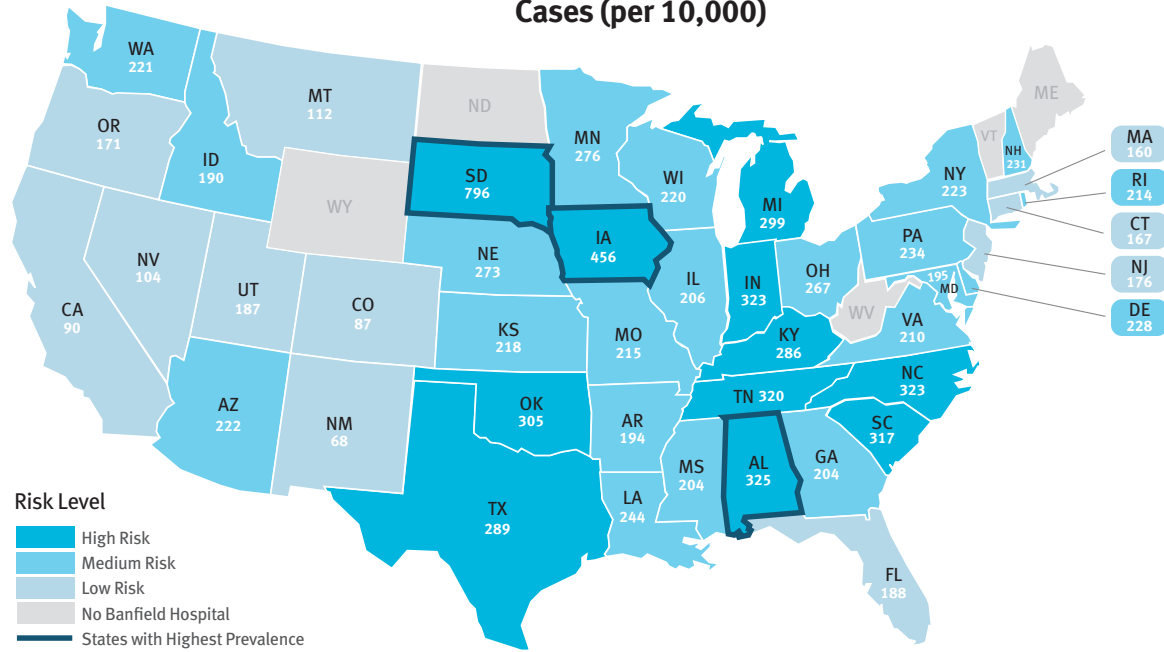 Cases (per 10,000)
WA
221
OR
171
MT
112
ID
190
ND
WY
SD
796
MN
276
WI
220
MI
299
IA
456
NE
273
NV
104
UT
187
CO
87
CA
90
KS
218
MO
215
IL
206
IN
323
OH
267
KY
286
WV
VA
210
PA
234
NY
223
VT
NH
231
ME
MA
160
RI
214
CT
167
NJ
176
DE
228
195
MD
AZ
222
NM
68
OK
305
AR
194
TN 320
NC
323
SC
317
TX
289
LA
244
MS
204
AL
325
GA
204
FL
188
Risk Level
High Risk
Medium Risk
Low Risk
No Banfield Hospital
States with Highest Prevalence